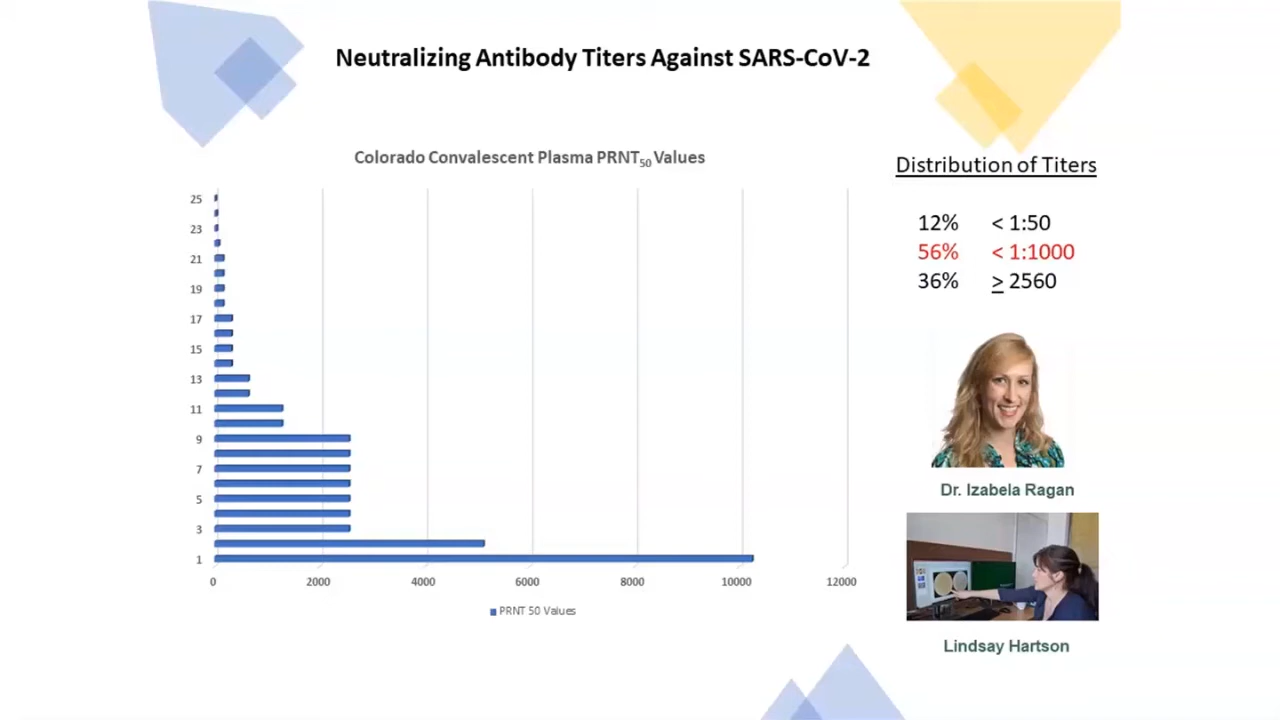 Neutralizing Antibody Titers Against SARS-CoV-2
Colorado Convalescent Plasma PRNT50 Values
25
23
21
19
17
15
13
11
9
7
5
3
1
0 2000 4000 6000 8000 10000 12000
PRNT 50 Values
Distribution of Titers
12% < 1:50
56% < 1:1000
36% ≥ 2560
Dr. Izabela Ragan
Lindsay Hartson